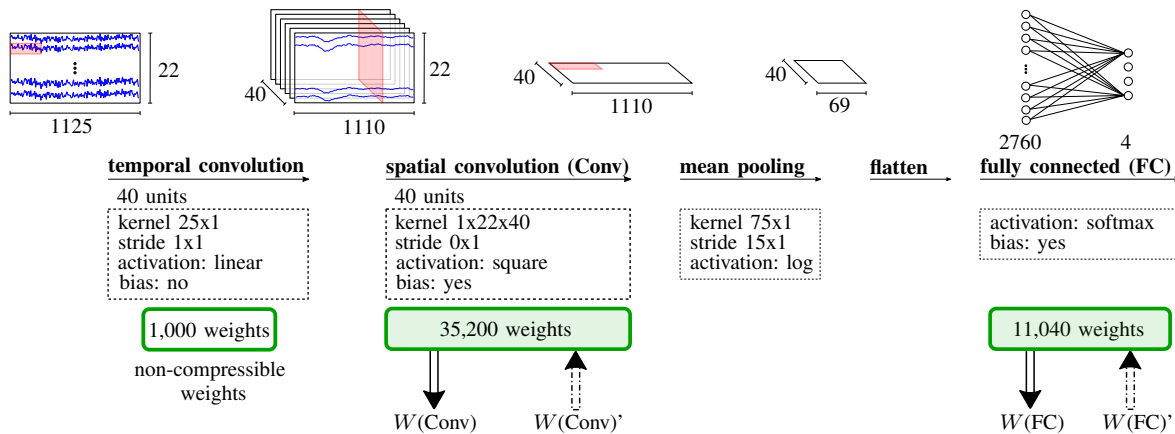 22
1125
40
22
1110
40
1110
40
69
2760
4
temporal convolution
spatial convolution (Conv)
mean pooling
flatten
fully connected (FC)
40 units
kernel 25x1
stride 1x1
activation: linear
bias: no
40 units
kernel 1x22x40
stride 0x1
activation: square
bias: yes
kernel 75x1
stride 15x1
activation: log
activation: softmax
bias: yes
1,000 weights
35,200 weights
11,040 weights
non-compressible
weights
W(Conv)
W(Conv)’
W(FC)
W(FC)’